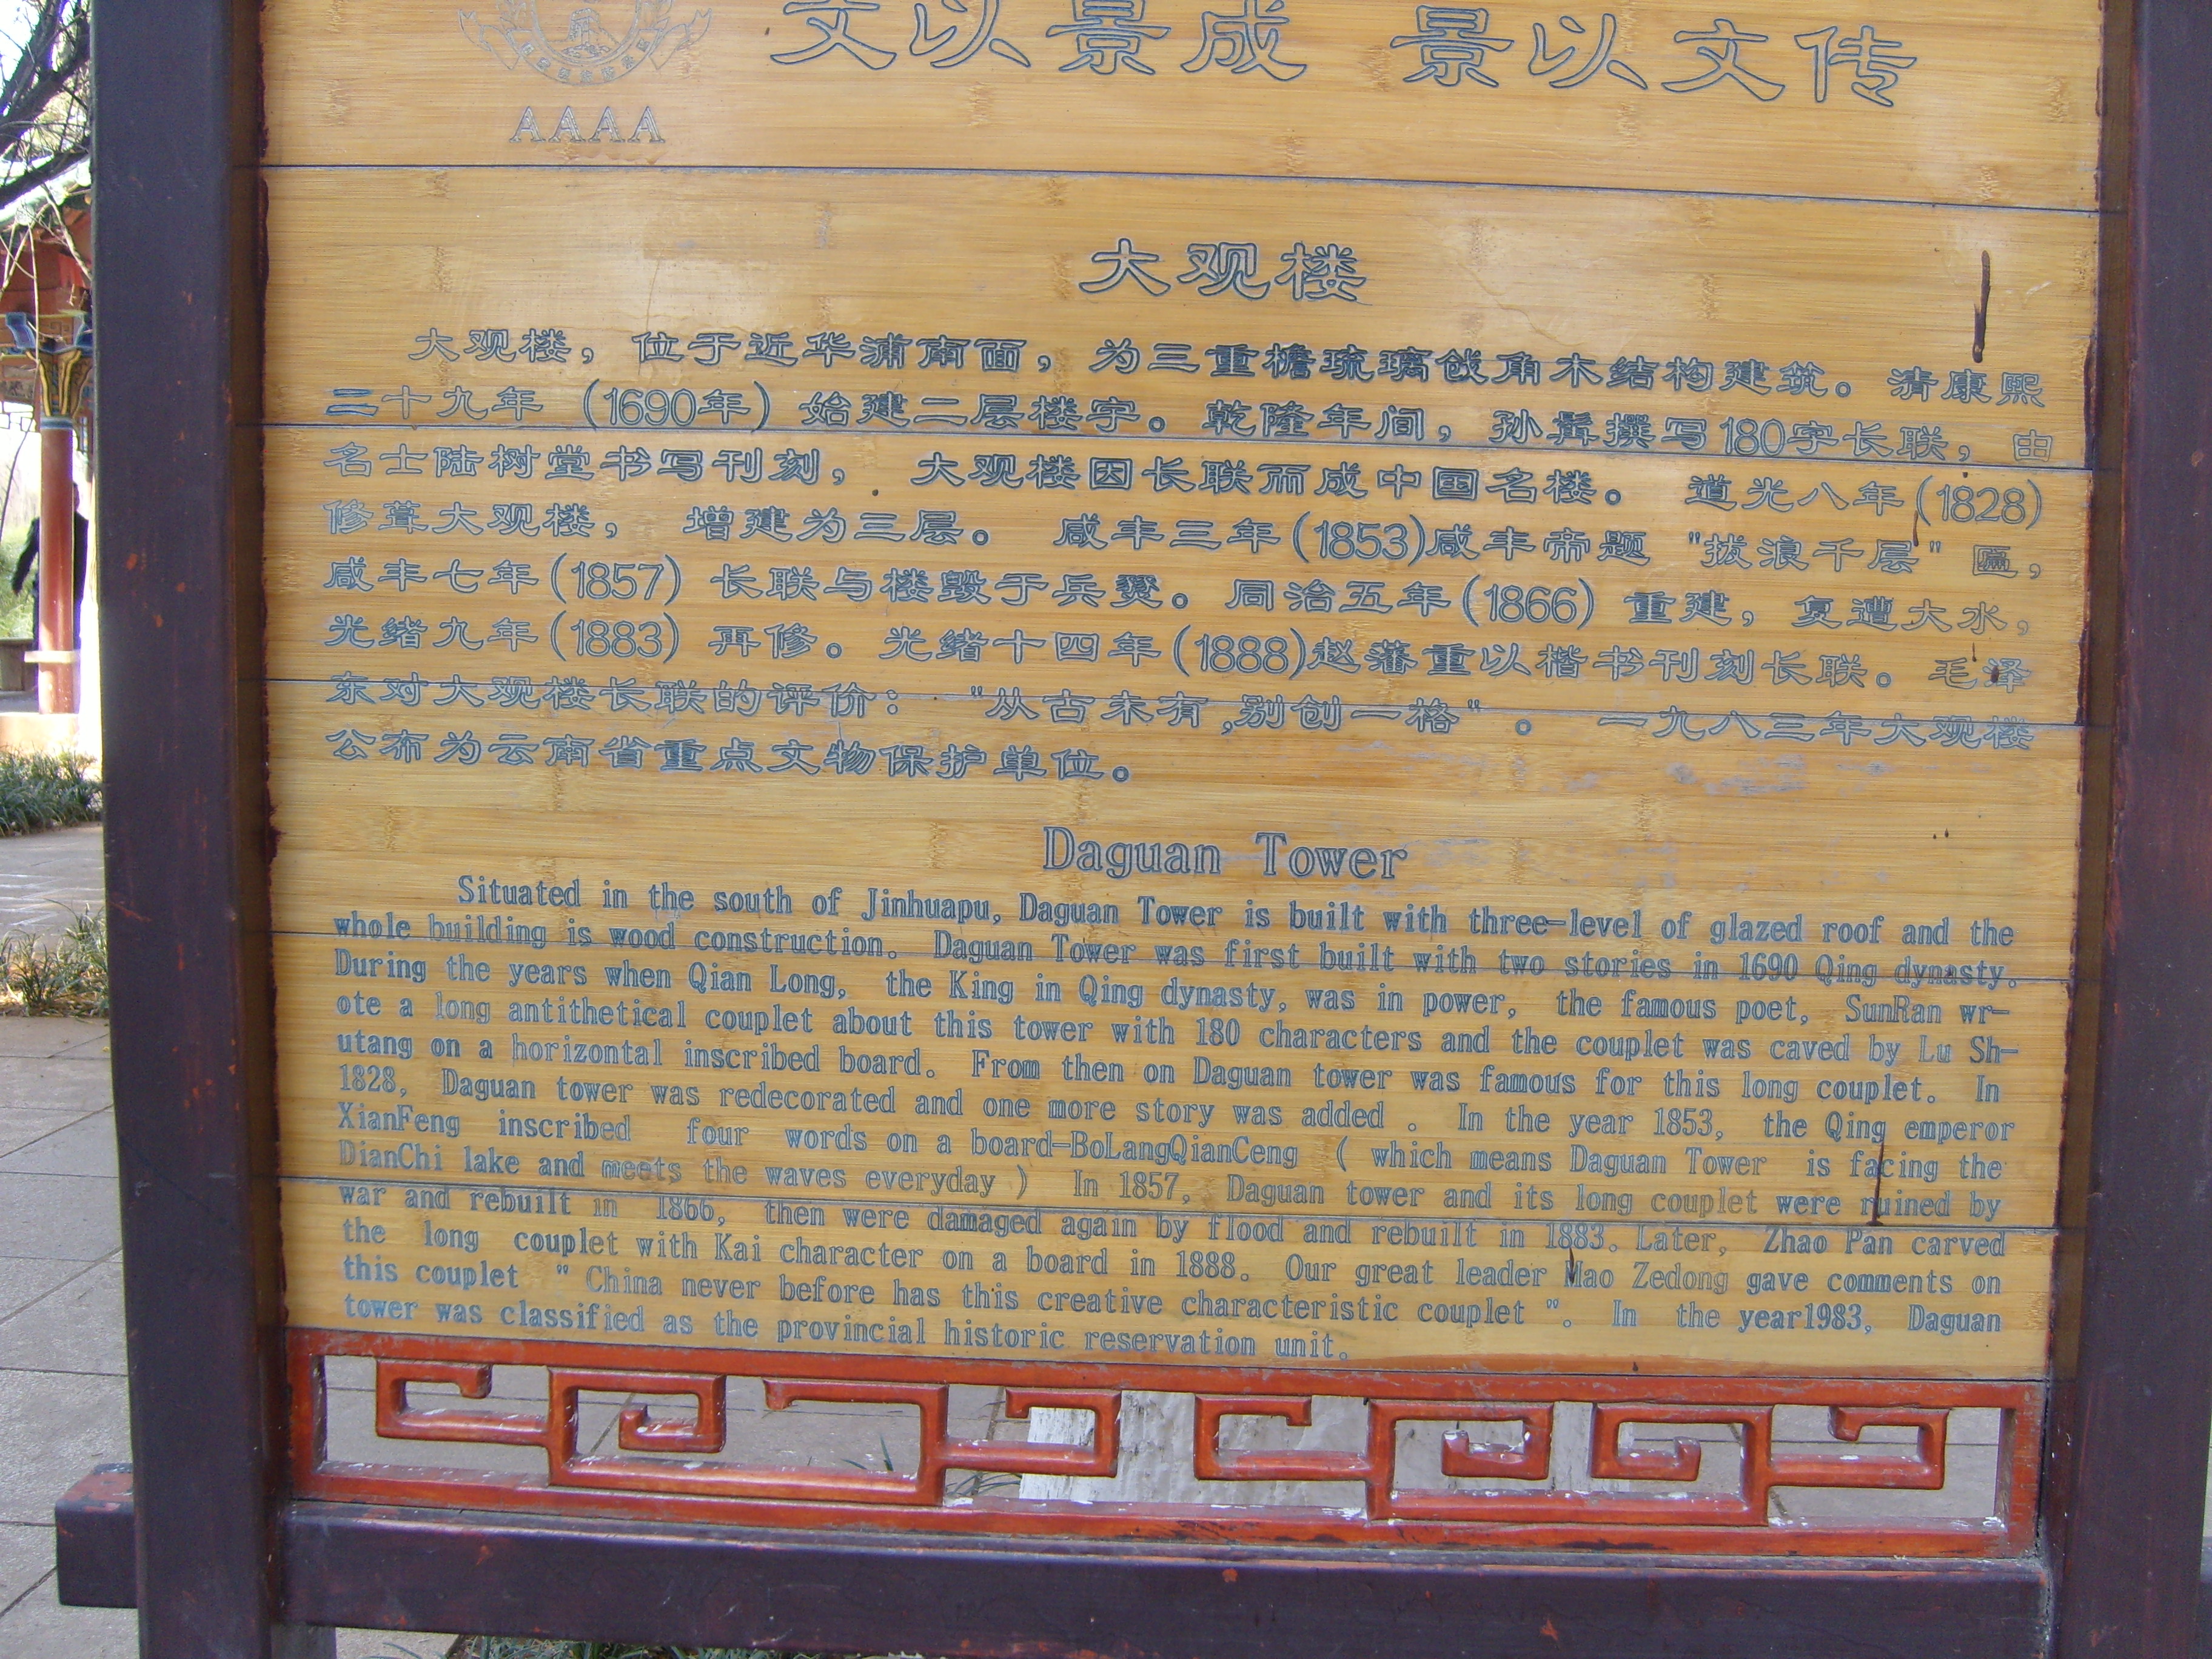 文以景成 景以文传
AAAA
大观楼
大观楼，位于近华浦南面，为三重檐琉璃戗角木结构建筑。清康熙
二十九年（1690年）始建二层楼宇。乾隆年间，孙髯撰写180字长联，由
名士陆树堂书写刊刻， 大观楼因长联而成中国名楼。 道光八年(1828)
修葺大观楼， 增建为三层。 咸丰三年(1853)咸丰帝题 "拔浪千层" 匾，
咸丰七年(1857) 长联与楼毁于兵燹。同治五年(1866) 重建，复遭大水，
光绪九年(1883) 再修。光绪十四年(1888)赵藩重以楷书刊刻长联。毛泽
东对大观楼长联的评价： "从古未有,别创一格" 。 一九八三年大观楼
公布为云南省重点文物保护单位。
Daguan Tower
Situated in the south of Jinhuapu, Daguan Tower is built with three-level of glazed roof and the
whole building is wood construction. Daguan Tower was first built with two stories in 1690 Qing dynasty.
During the years when Qian Long, the King in Qing dynasty, was in power, the famous poet, SunRan wr-
ote a long antithetical couplet about this tower with 180 characters and the couplet was caved by Lu Sh-
utang on a horizontal inscribed board. From then on Daguan tower was famous for this long couplet. In
1828, Daguan tower was redecorated and one more story was added . In the year 1853, the Qing emperor
XianFeng inscribed four words on a board-BoLangQianCeng ( which means Daguan Tower is facing the
DianChi lake and meets the waves everyday ) In 1857, Daguan tower and its long couplet were ruined by
war and rebuilt in 1866, then were damaged again by flood and rebuilt in 1883. Later, Zhao Pan carved
the long couplet with Kai character on a board in 1888. Our great leader Mao Zedong gave comments on
this couplet " China never before has this creative characteristic couplet ". In the year1983, Daguan
tower was classified as the provincial historic reservation unit.